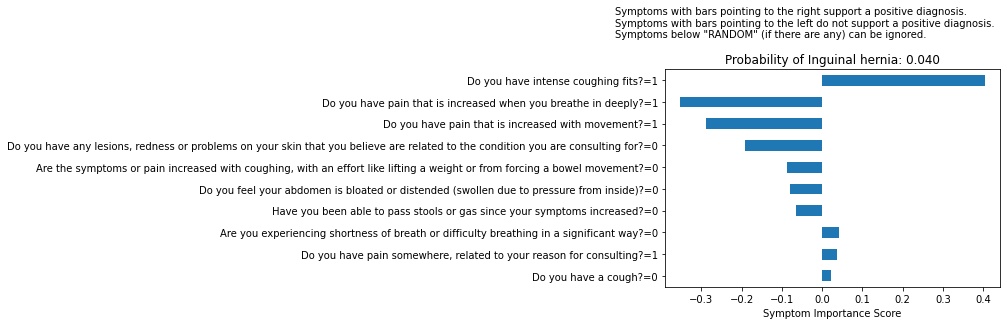 Symptoms with bars pointing to the right support a positive diagnosis.
Symptoms with bars pointing to the left do not support a positive diagnosis.
Symptoms below "RANDOM" (if there are any) can be ignored.
Probability of Inguinal hernia: 0.040
Do you have intense coughing fits?=1
Do you have pain that is increased when you breathe in deeply?=1
Do you have pain that is increased with movement?=1
Do you have any lesions, redness or problems on your skin that you believe are related to the condition you are consulting for?=0
Are the symptoms or pain increased with coughing, with an effort like lifting a weight or from forcing a bowel movement?=0
Do you feel your abdomen is bloated or distended (swollen due to pressure from inside)?=0
Have you been able to pass stools or gas since your symptoms increased?=0
Are you experiencing shortness of breath or difficulty breathing in a significant way?=0
Do you have pain somewhere, related to your reason for consulting?=1
Do you have a cough?=0
−0.3 −0.2 −0.1 0.0 0.1 0.2 0.3 0.4
Symptom Importance Score